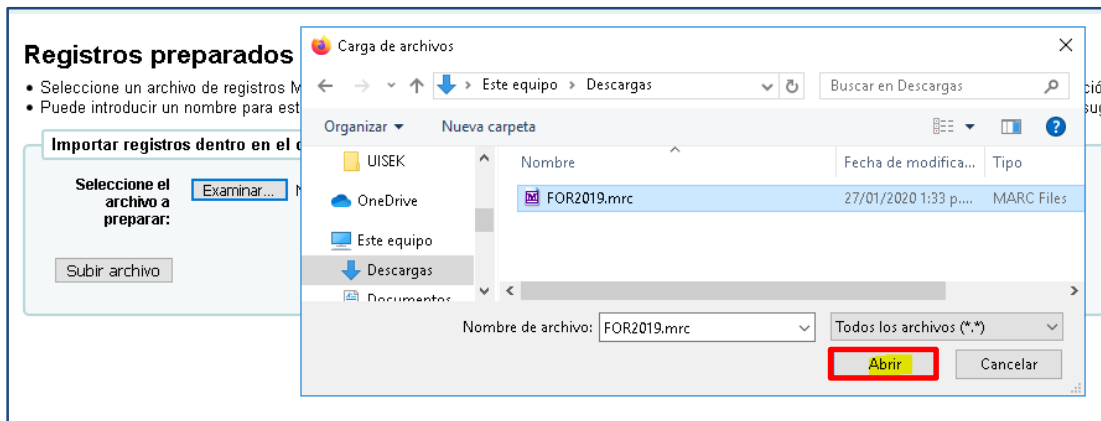 Registros preparados
• Seleccione un archivo de registros M
• Puede introducir un nombre para est
Importar registros dentro en el
Seleccione el
archivo a
preparar:
Examinar...
Subir archivo
Carga de archivos
Este equipo > Descargas
Buscar en Descargas
Organizar
Nueva carpeta
UISEK
OneDrive
Este equipo
Descargas
Documentos
Nombre
Fecha de modifica...
Tipo
FOR2019.mrc
27/01/2020 1:33 p....
MARC Files
Nombre de archivo:
FOR2019.mrc
Todos los archivos (*.*)
Abrir
Cancelar